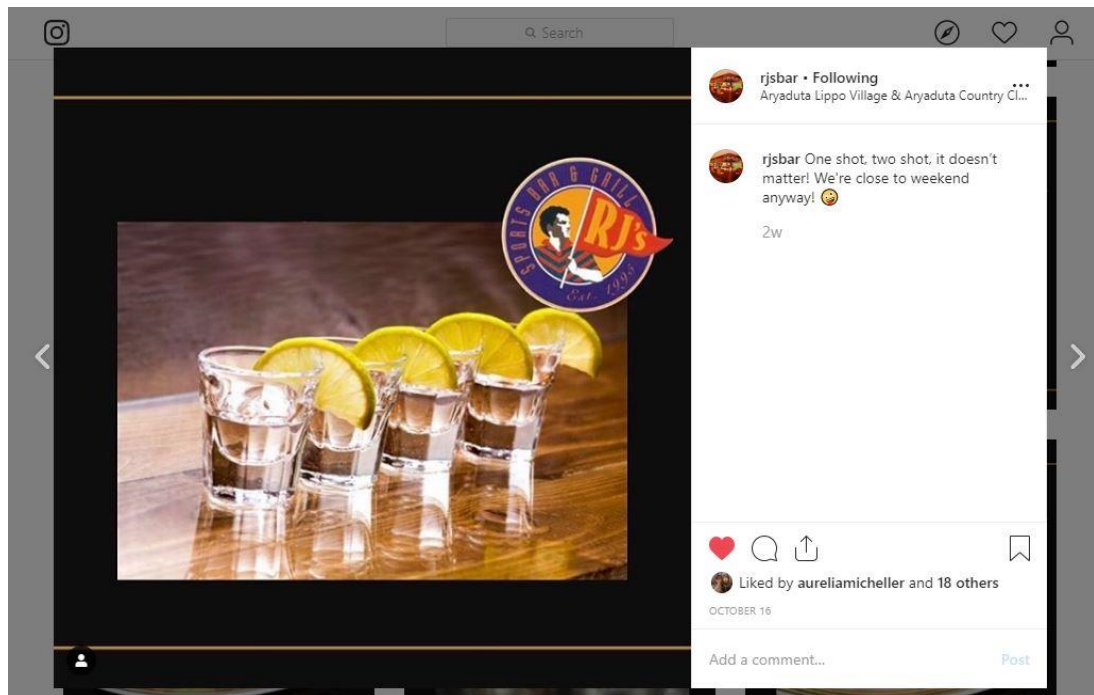 Search
SPORTS BAR & GRILL
RJ's
Est. 1995
rjsbar • Following
Aryaduta Lippo Village & Aryaduta Country Cl...
rjsbar One shot, two shot, it doesn't
matter! We're close to weekend
anyway! 🤪
2w
Liked by aureliamicheller and 18 others
OCTOBER 16
Add a comment...
Post